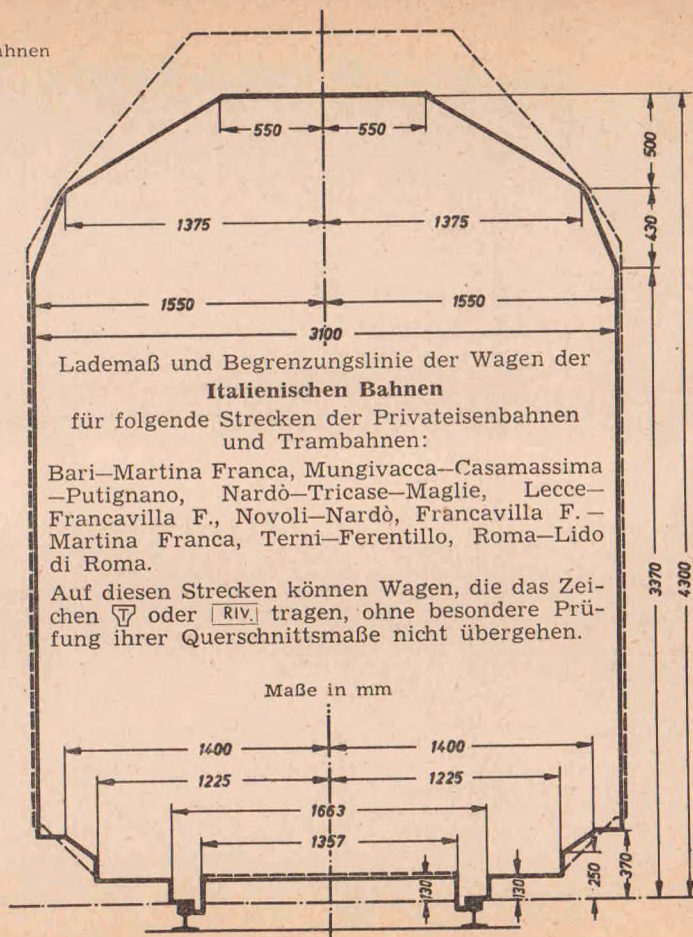 ahnen
550 550
500
1375 1375
430
1550 1550
3100
Lademaß und Begrenzungslinie der Wagen der
Italienischen Bahnen
für folgende Strecken der Privateisenbahnen
und Trambahnen:
Bari—Martina Franca, Mungivacca—Casamassima
—Putignano, Nardò—Tricase—Maglie, Lecce—
Francavilla F., Novoli—Nardò, Francavilla F. —
Martina Franca, Terni—Ferentillo, Roma—Lido
di Roma.
Auf diesen Strecken können Wagen, die das Zei-
chen T oder RIV. tragen, ohne besondere Prü-
fung ihrer Querschnittsmaße nicht übergehen.
3370
4300
Maße in mm
1400 1400
1225 1225
1663
1357
130 130 250 370